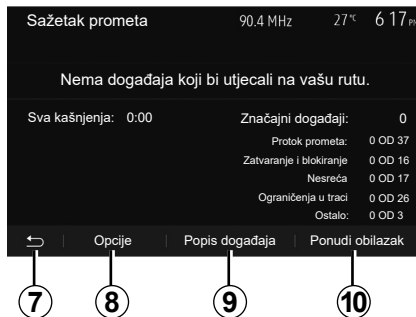 Sažetak prometa 90.4 MHz 27°C 6 17 PM
Nema događaja koji bi utjecali na vašu rutu.
Sva kašnjenja: 0:00 Značajni događaji: 0
Protok prometa: 0 OD 37
Zatvaranje i blokiranje 0 OD 16
Nesreća 0 OD 17
Ograničenja u traci 0 OD 26
Ostalo: 0 OD 3
Opcije Popis događaja Ponudi obilazak
7 8 9 10